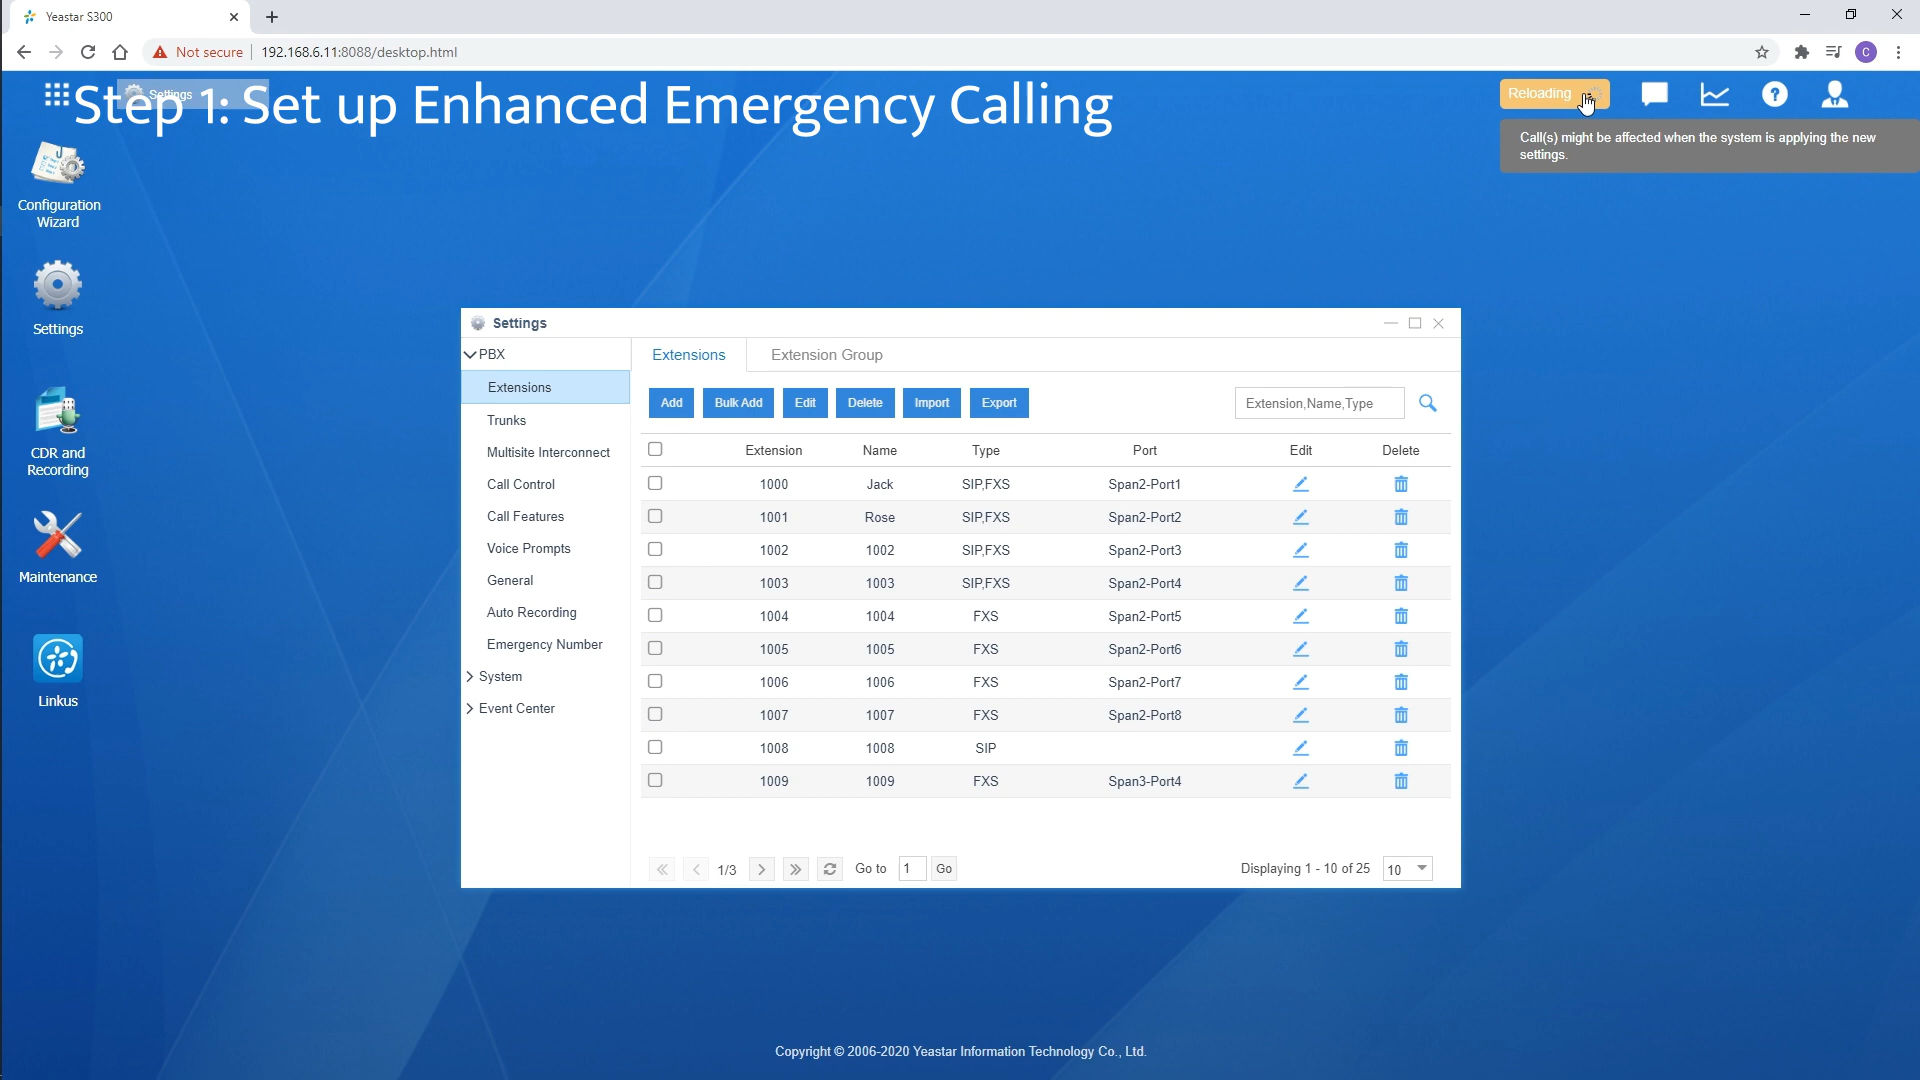 Yeastar S300
Not secure
192.168.6.11:8088/desktop.html
C
Settings
Step 1: Set up Enhanced Emergency Calling
Reloading
Call(s) might be affected when the system is applying the new
settings.
Configuration
Wizard
Settings
CDR and
Recording
Maintenance
Linkus
Settings
PBX
Extensions
Trunks
Multisite Interconnect
Call Control
Call Features
Voice Prompts
General
Auto Recording
Emergency Number
System
Event Center
Extensions Extension Group
Add Bulk Add Edit Delete Import Export Extension,Name,Type
Extension Name Type Port Edit Delete
1000 Jack SIP,FXS Span2-Port1
1001 Rose SIP,FXS Span2-Port2
1002 1002 SIP,FXS Span2-Port3
1003 1003 SIP,FXS Span2-Port4
1004 1004 FXS Span2-Port5
1005 1005 FXS Span2-Port6
1006 1006 FXS Span2-Port7
1007 1007 FXS Span2-Port8
1008 1008 SIP
1009 1009 FXS Span3-Port4
1/3 Go to 1 Go Displaying 1 - 10 of 25 10
Copyright © 2006-2020 Yeastar Information Technology Co., Ltd.